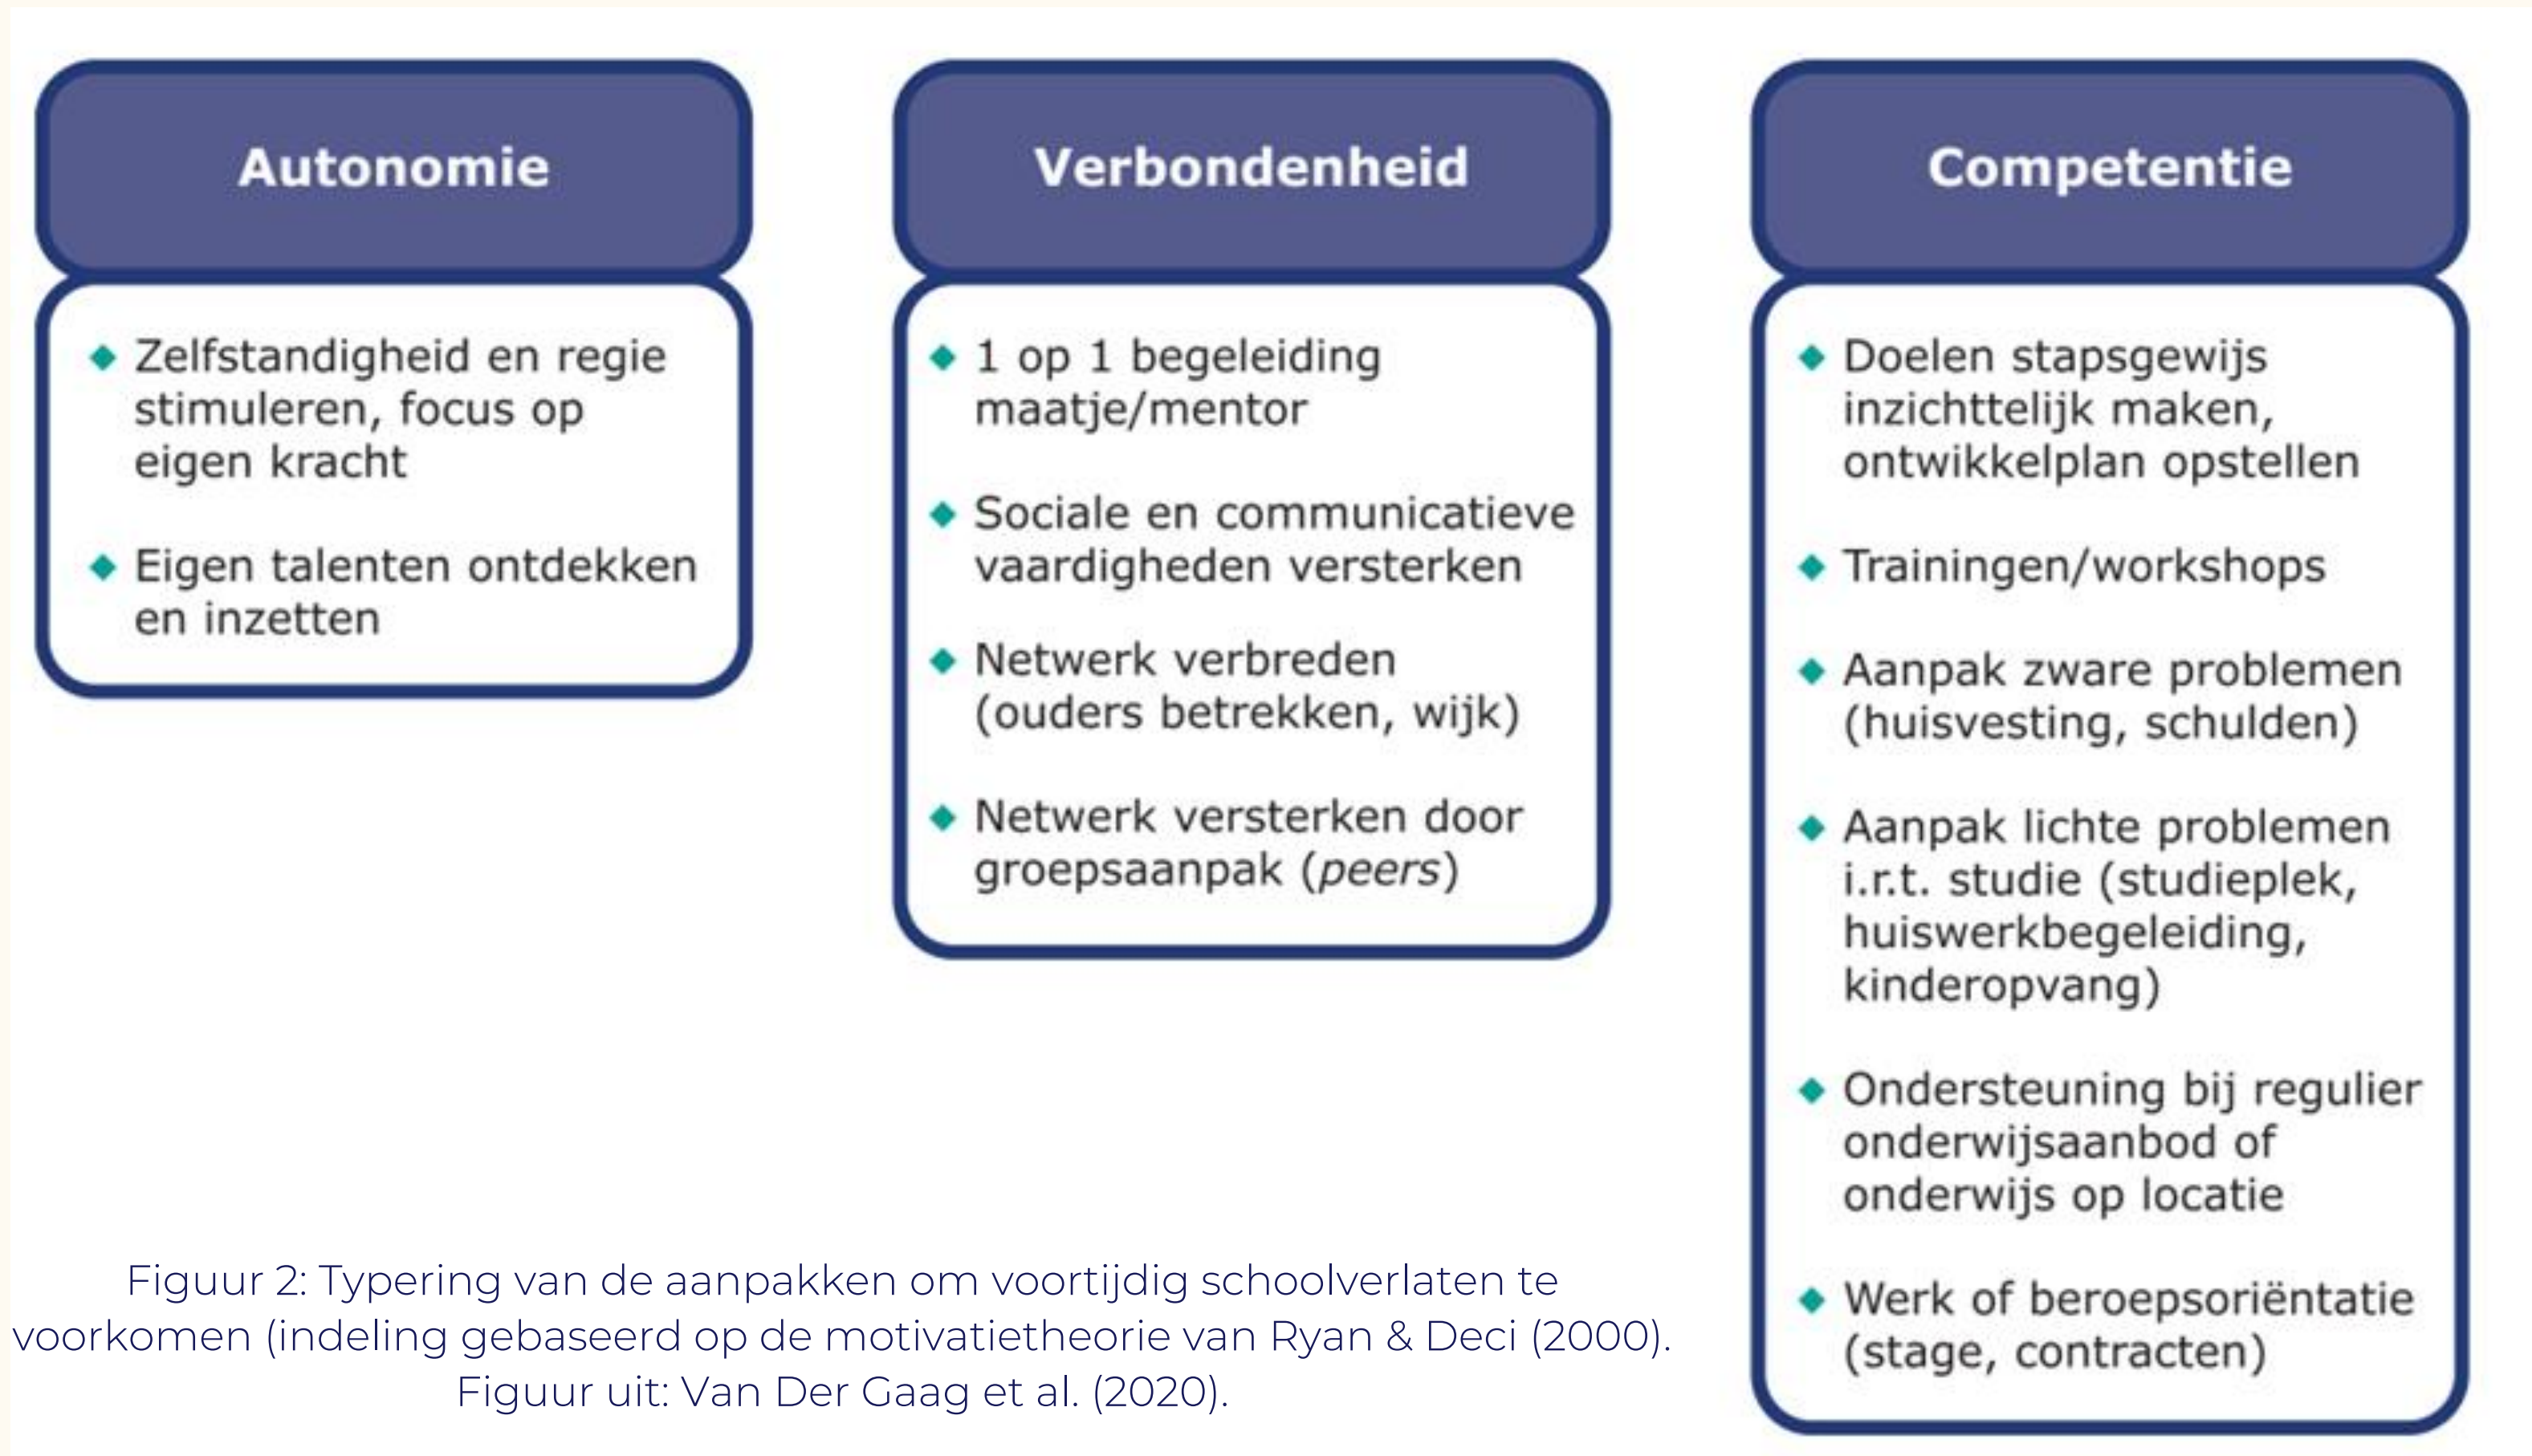 Autonomie
Zelfstandigheid en regie
stimuleren, focus op
eigen kracht
Eigen talenten ontdekken
en inzetten
Verbondenheid
1 op 1 begeleiding
maatje/mentor
Sociale en communicatieve
vaardigheden versterken
Netwerk verbreden
(ouders betrekken, wijk)
Netwerk versterken door
groepsaanpak (peers)
Competentie
Doelen stapsgewijs
inzichttelijk maken,
ontwikkelplan opstellen
Trainingen/workshops
Aanpak zware problemen
(huisvesting, schulden)
Aanpak lichte problemen
i.r.t. studie (studieplek,
huiswerkbegeleiding,
kinderopvang)
Ondersteuning bij regulier
onderwijsaanbod of
onderwijs op locatie
Werk of beroepsoriëntatie
(stage, contracten)
Figuur 2: Typering van de aanpakken om voortijdig schoolverlaten te
voorkomen (indeling gebaseerd op de motivatietheorie van Ryan & Deci (2000).
Figuur uit: Van Der Gaag et al. (2020).